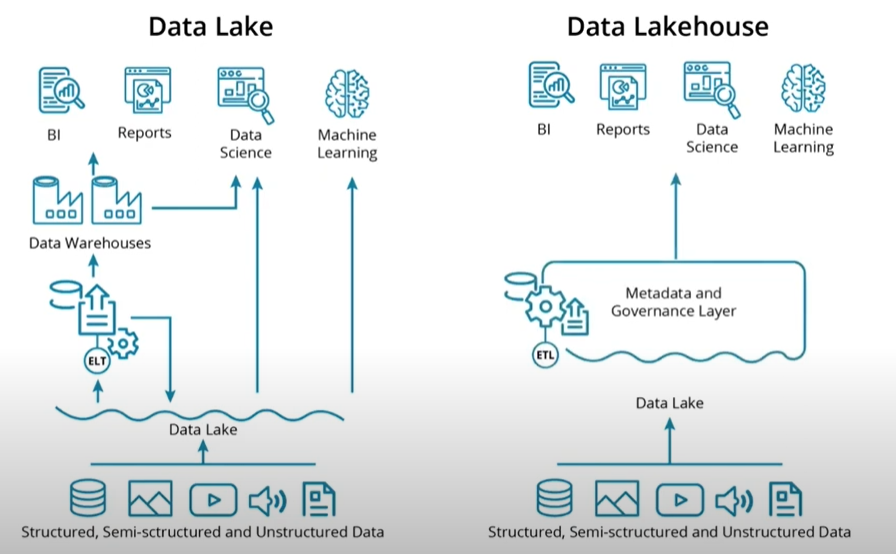 Data Lake
BI
Reports
Data
Science
Machine
Learning
Data Warehouses
ELT
Data Lake
Structured, Semi-sctructured and Unstructured Data
Data Lakehouse
BI
Reports
Data
Science
Machine
Learning
Metadata and
Governance Layer
ETL
Data Lake
Structured, Semi-sctructured and Unstructured Data